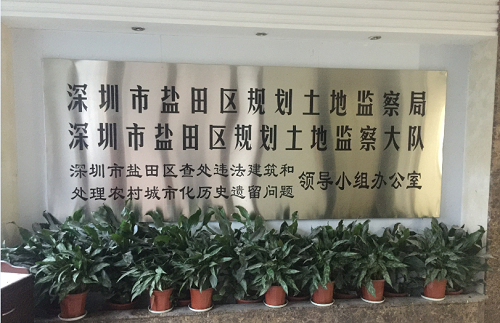 深圳市盐田区规划土地监察局
深圳市盐田区规划土地监察大队
深圳市盐田区查处违法建筑和
处理农村城市化历史遗留问题 领导小组办公室